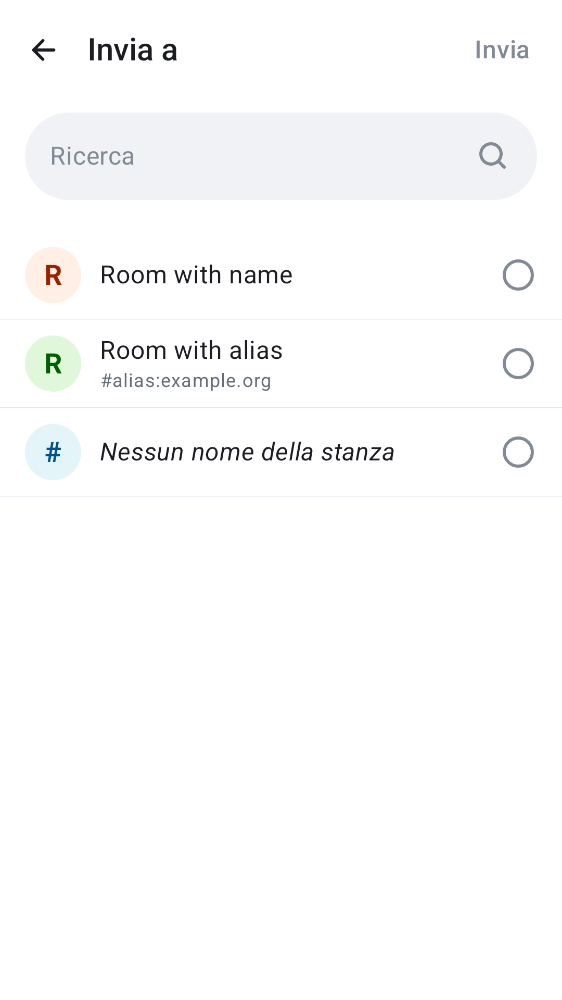 Invia a
Invia
Ricerca
R
Room with name
R
Room with alias
#alias:example.org
#
Nessun nome della stanza